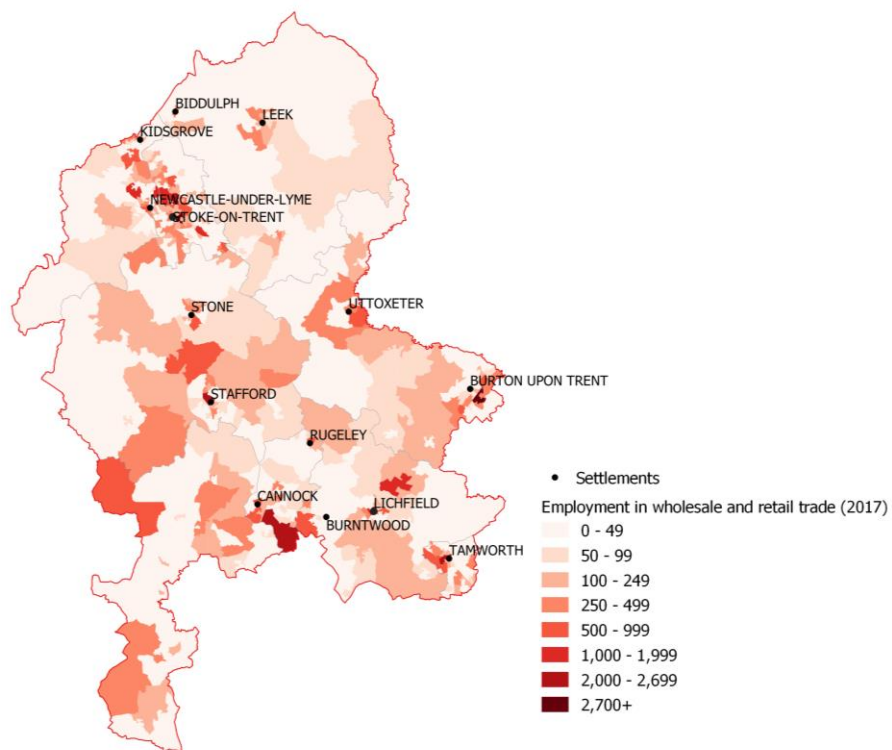 BIDDULPH
LEEK
KIDSGROVE
NEWCASTLE-UNDER-LYME
STOKE-ON-TRENT
STONE
UTTOXETER
BURTON UPON TRENT
STAFFORD
RUGELEY
CANNOCK
LICHFIELD
BURNTWOOD
TAMWORTH
Settlements
Employment in wholesale and retail trade (2017)
0 - 49
50 - 99
100 - 249
250 - 499
500 - 999
1,000 - 1,999
2,000 - 2,699
2,700+